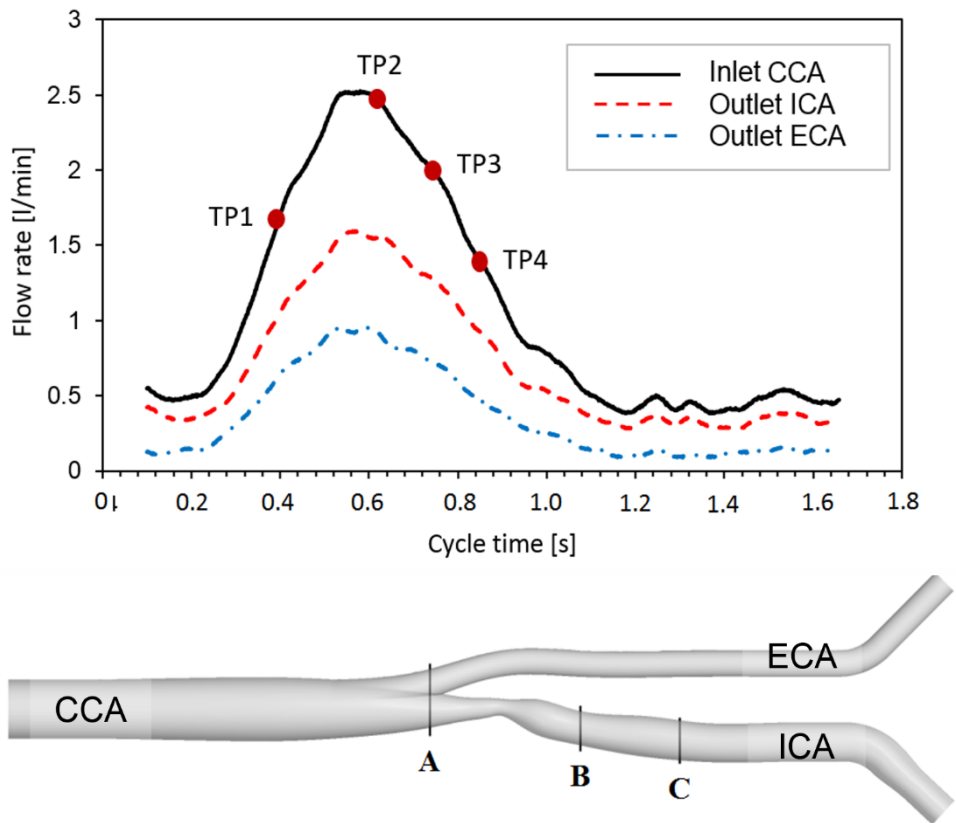 3
Inlet CCA
Outlet ICA
Outlet ECA
TP2
2.5
TP3
2
TP1
1.5
TP4
1
0.5
0
Flow rate [l/min]
0 0.2 0.4 0.6 0.8 1.0 1.2 1.4 1.6 1.8
Cycle time [s]
ECA
CCA
ICA
A
B
C